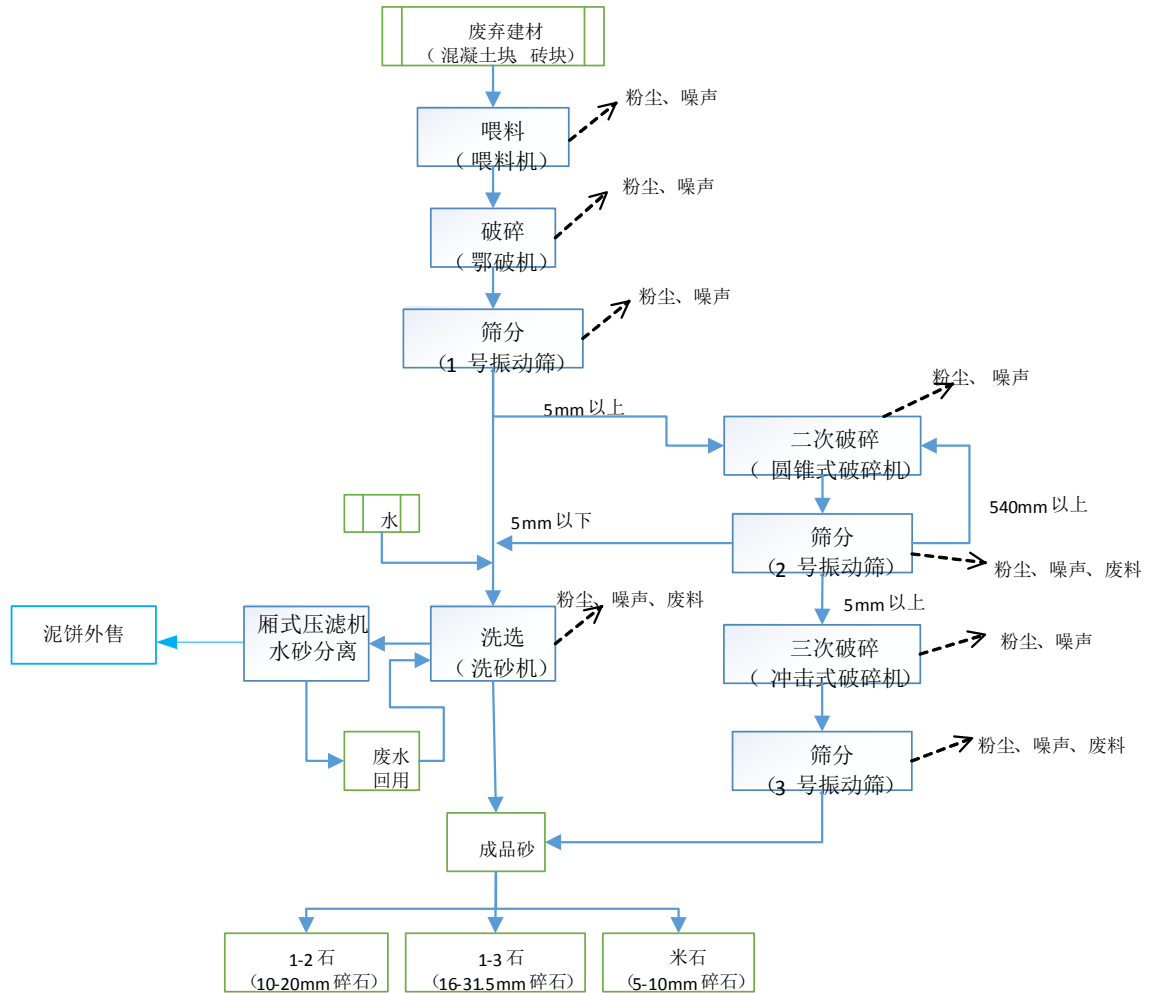 废弃建材
（ 混凝土块、砖块）
粉尘、噪声
喂料
（ 喂料机）
粉尘、噪声
破碎
（ 鄂破机）
粉尘、噪声
筛分
（1 号振动筛）
粉尘、 噪声
5mm 以上
二次破碎
（ 圆锥式破碎机）
水
5mm 以下
540mm 以上
筛分
（2 号振动筛）
粉尘、噪声、废料
5mm 以上
粉尘、噪声、废料
泥饼外售
厢式压滤机
水砂分离
洗选
（ 洗砂机）
三次破碎
（ 冲击式破碎机）
粉尘、噪声
废水
回用
筛分
（3 号振动筛）
粉尘、噪声、废料
成品砂
1-2 石
(10-20mm 碎石)
1-3 石
(16-31.5mm 碎石)
米石
(5-10mm 碎石)